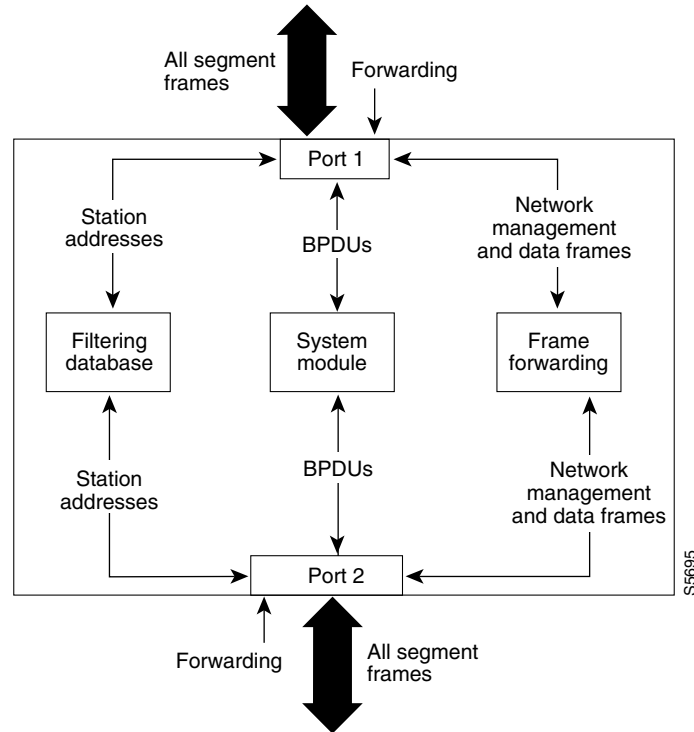 All segment
frames
Forwarding
Port 1
Station
addresses
BPDUs
Network
management
and data frames
Filtering
database
System
module
Frame
forwarding
Station
addresses
BPDUs
Network
management
and data frames
Port 2
S5695
Forwarding
All segment
frames